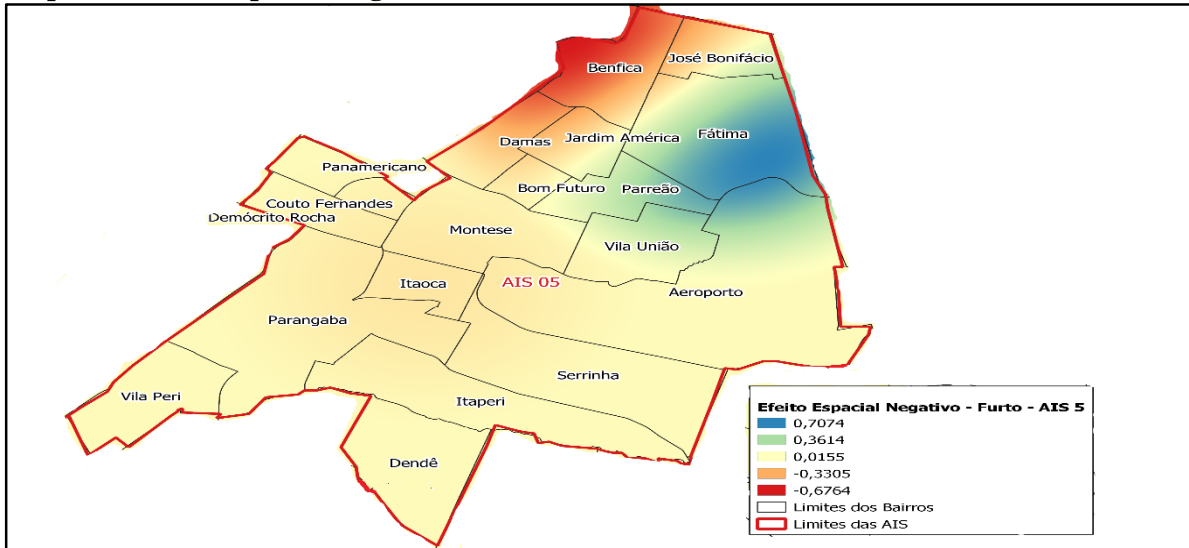 José Bonifácio
Benfica
Fátima
Jardim América
Damas
Panamericano
Bom Futuro
Parreão
Couto Fernandes
Demócrito Rocha
Montese
Vila União
Itaoca
AIS 05
Aeroporto
Parangaba
Serrinha
Vila Peri
Itaperi
Dendê
Efeito Espacial Negativo - Furto - AIS 5
0,7074
0,3614
0,0155
-0,3305
-0,6764
Limites dos Bairros
Limites das AIS